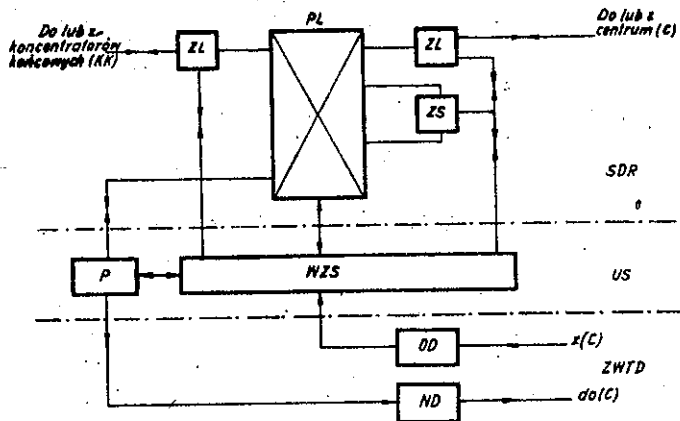 PL
Do lub z
koncentratorów
końcowych (KK)
ZL
ZL
Do lub z
centrum (C)
ZS
SDR
P
WZS
US
OD
z(C)
ZWTD
ND
do(C)